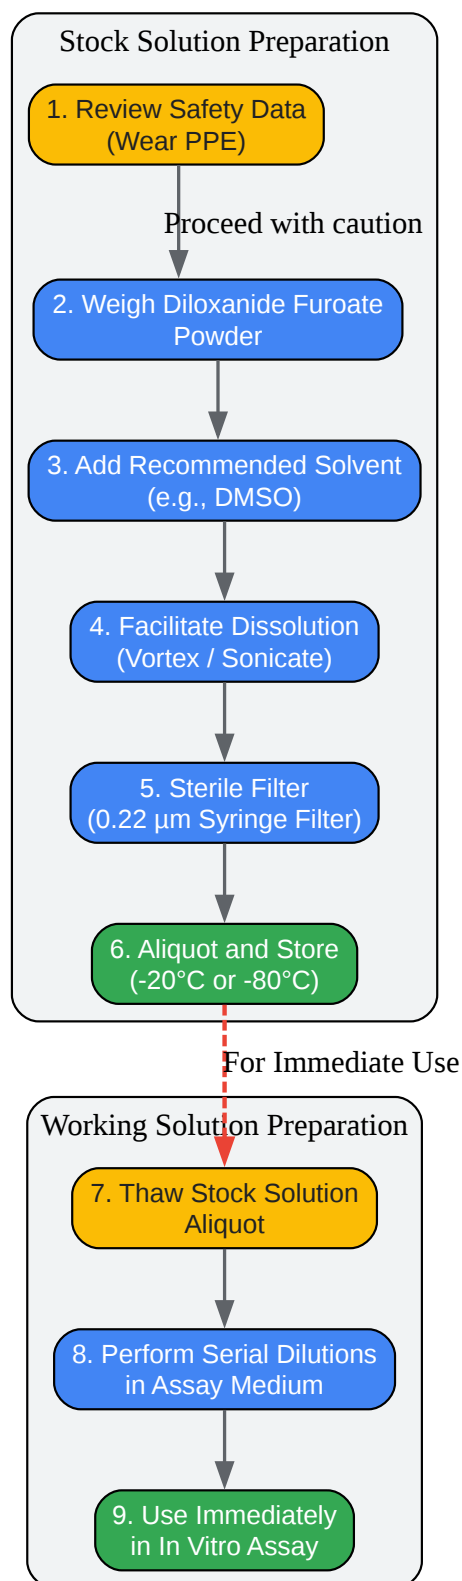 Stock Solution Preparation
1. Review Safety Data
(Wear PPE)
Proceed with caution
2. Weigh Diloxanide Furoate
Powder
3. Add Recommended Solvent
(e.g., DMSO)
4. Facilitate Dissolution
(Vortex / Sonicate)
5. Sterile Filter
(0.22 µm Syringe Filter)
6. Aliquot and Store
(-20°C or -80°C)
For Immediate Use
Working Solution Preparation
7. Thaw Stock Solution
Aliquot
8. Perform Serial Dilutions
in Assay Medium
9. Use Immediately
in In Vitro Assay